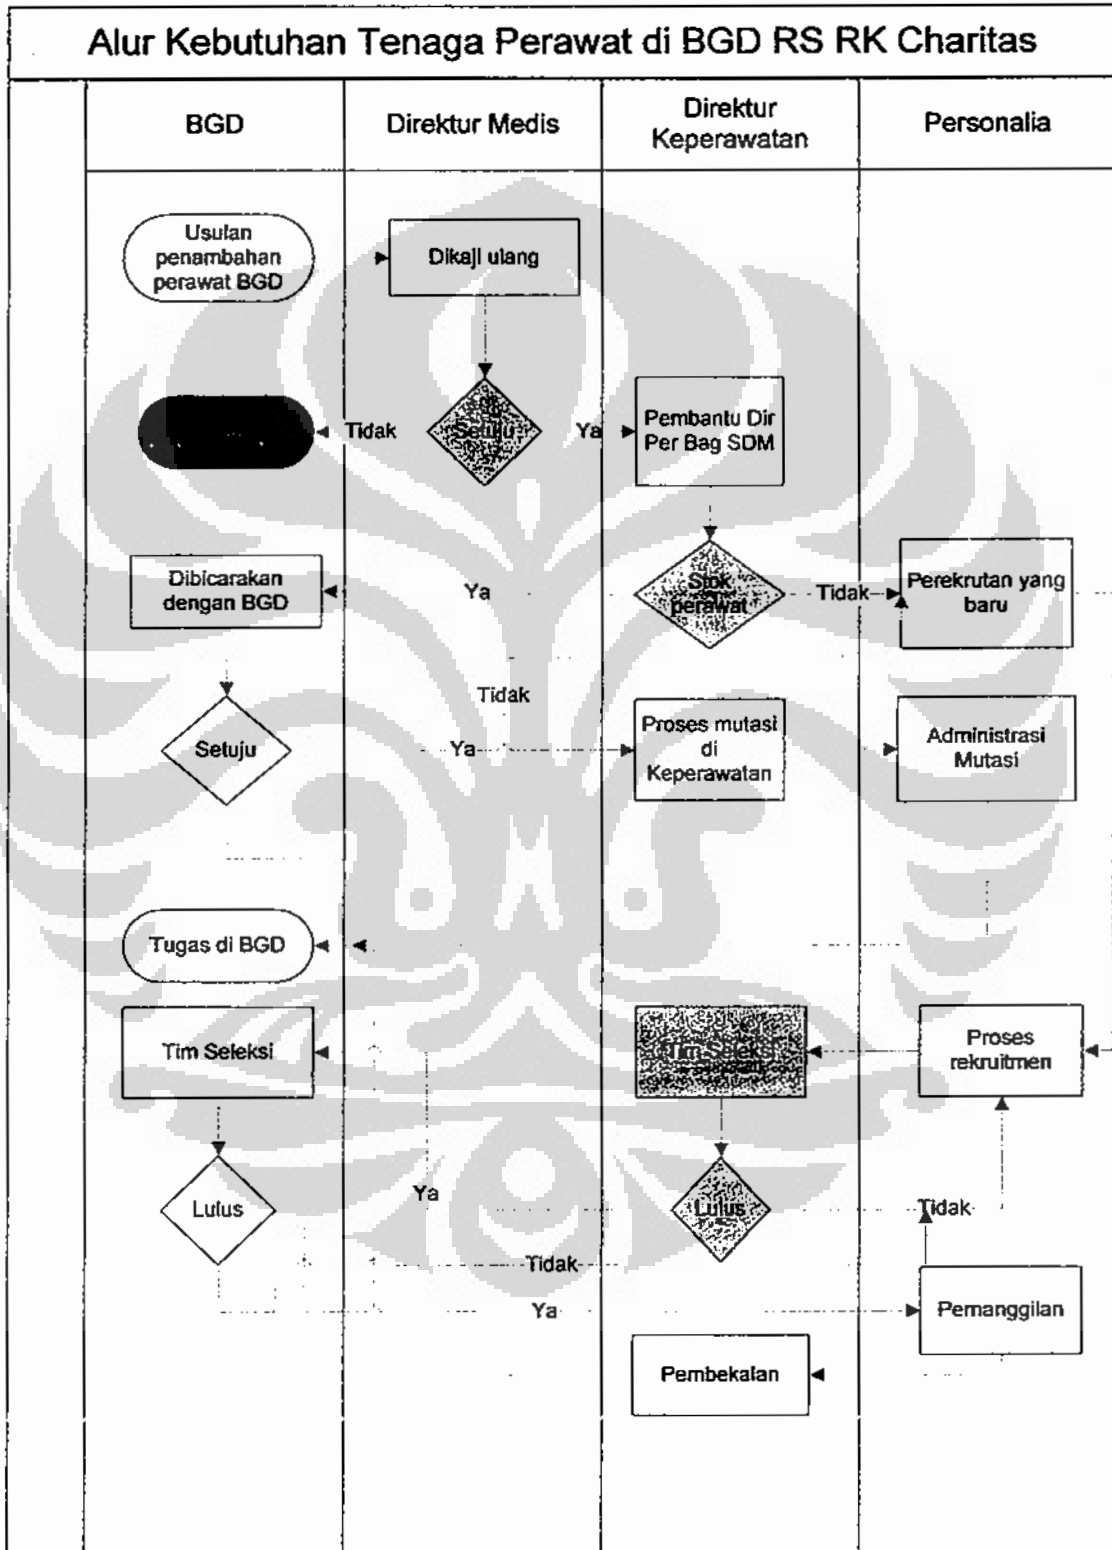 Alur Kebutuhan Tenaga Perawat di BGD RS RK Charitas
BGD
Direktur Medis
Direktur
Keperawatan
Personalia
Usulan
penambahan
perawat BGD
Dikaji ulang
Tidak
Setuju
Ya
Pembantu Dir
Per Bag SDM
Dibicarakan
dengan BGD
Ya
Stok
perawat
Tidak
Perekrutan yang
baru
Tidak
Setuju
Ya
Proses mutasi
di
Keperawatan
Administrasi
Mutasi
Tugas di BGD
Tim Seleksi
Tim Seleksi
Proses
rekruitmen
Lulus
Ya
Lulus
Tidak
Tidak
Ya
Pemanggilan
Pembekalan